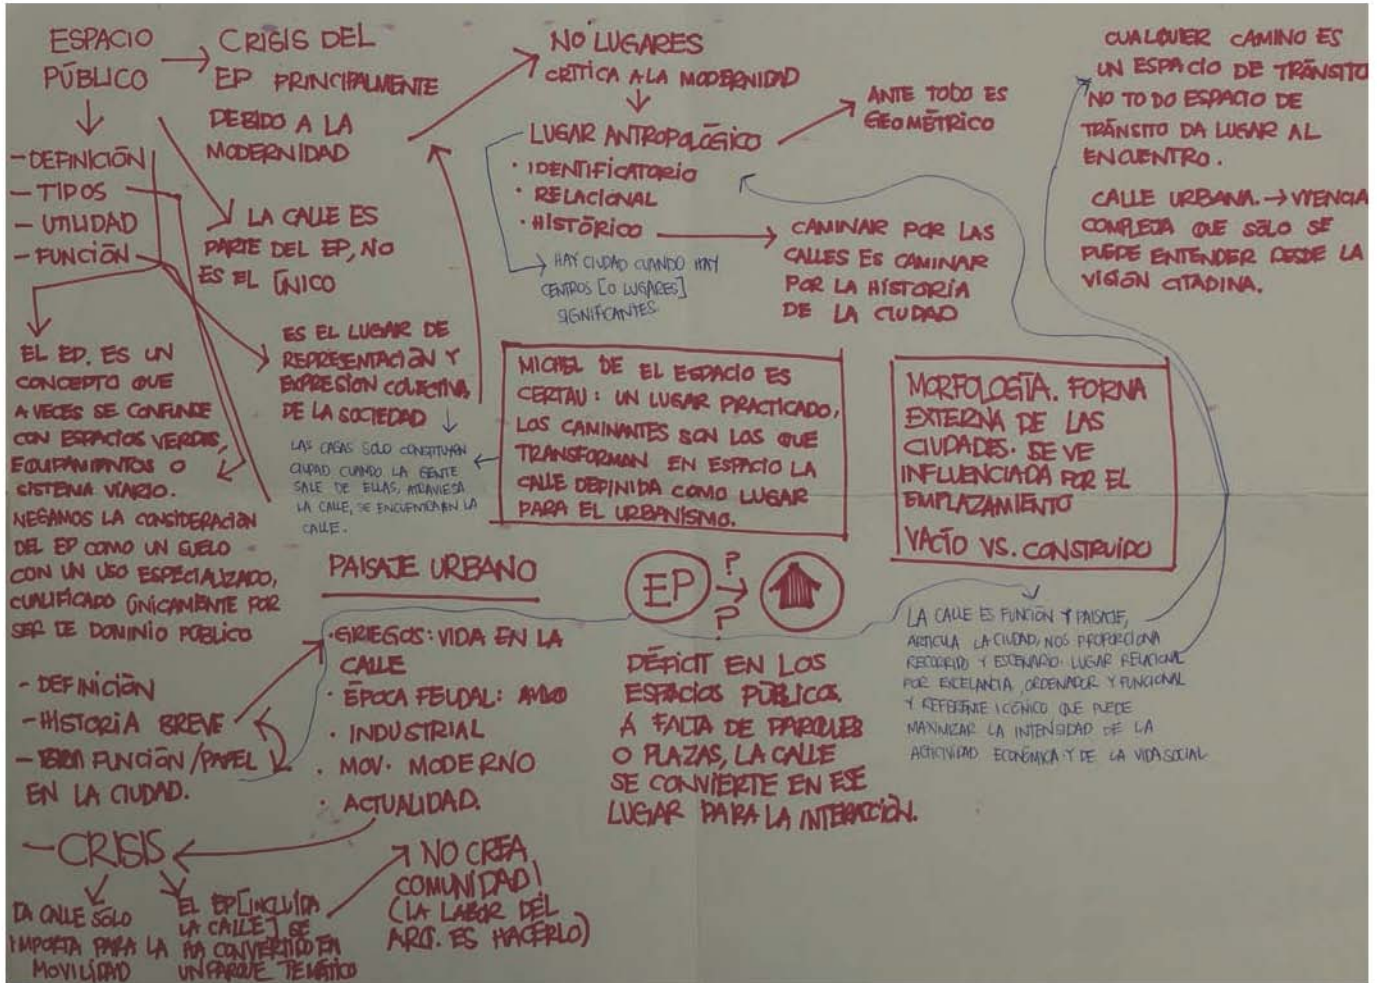 ESPACIO
PÚBLICO
CRISIS DEL
EP PRINCIPALMENTE
DEBIDO A LA
MODERNIDAD
- DEFINICIÓN
- TIPOS
- UTILIDAD
- FUNCIÓN
LA CALLE ES
PARTE DEL EP, NO
ES EL ÚNICO
ES EL LUGAR DE
REPRESENTACIÓN Y
EXPRESIÓN COLECTIVA
DE LA SOCIEDAD
LAS CASAS SOLO CONSTITUYEN
CIUDAD CUANDO LA GENTE
SALE DE ELLAS, ATRAVIESA
LA CALLE, SE ENCUENTRA EN LA
CALLE.
EL EP. ES UN
CONCEPTO QUE
A VECES SE CONFUNDE
CON ESPACIOS VERDES,
EQUIPAMIENTOS O
SISTEMA VIARIO.
NEGAMOS LA CONSIDERACIÓN
DEL EP COMO UN SUELO
CON UN USO ESPECIALIZADO,
CUALIFICADO ÚNICAMENTE POR
SER DE DOMINIO PÚBLICO
NO LUGARES
CRÍTICA A LA MODERNIDAD
LUGAR ANTROPOLÓGICO
· IDENTIFICATORIO
· RELACIONAL
· HISTÓRICO
HAY CIUDAD CUANDO HAY
CENTROS [O LUGARES]
SIGNIFICANTES.
ANTE TODO ES
GEOMÉTRICO
CAMINAR POR LAS
CALLES ES CAMINAR
POR LA HISTORIA
DE LA CIUDAD
CUALQUIER CAMINO ES
UN ESPACIO DE TRÁNSITO
NO TODO ESPACIO DE
TRÁNSITO DA LUGAR AL
ENCUENTRO.
CALLE URBANA. → VIVENCIA
COMPLEJA QUE SÓLO SE
PUEDE ENTENDER DESDE LA
VISIÓN CITADINA.
MICHEL DE EL ESPACIO ES
CERTAU: UN LUGAR PRACTICADO,
LOS CAMINANTES SON LOS QUE
TRANSFORMAN EN ESPACIO LA
CALLE DEFINIDA COMO LUGAR
PARA EL URBANISMO.
MORFOLOGÍA. FORMA
EXTERNA DE LAS
CIUDADES. SE VE
INFLUENCIADA POR EL
EMPLAZAMIENTO
VACÍO VS. CONSTRUIDO
PAISAJE URBANO
- DEFINICIÓN
- HISTORIA BREVE
- FUNCIÓN/PAPEL
EN LA CIUDAD.
· GRIEGOS: VIDA EN LA
CALLE
· ÉPOCA FEUDAL:
· INDUSTRIAL
· MOV. MODERNO
· ACTUALIDAD.
EP ? → ?
DÉFICIT EN LOS
ESPACIOS PÚBLICOS.
A FALTA DE PARQUES
O PLAZAS, LA CALLE
SE CONVIERTE EN ESE
LUGAR PARA LA INTERACCIÓN.
LA CALLE ES FUNCIÓN Y PAISAJE,
ARTICULA LA CIUDAD, NOS PROPORCIONA
RECORRIDO Y ESCENARIO. LUGAR RELACIONAL
POR EXCELANCIA, ORDENADOR Y FUNCIONAL
Y REFERENTE ICÓNICO QUE PUEDE
MAXIMIZAR LA INTENSIDAD DE LA
ACTIVIDAD ECONÓMICA Y DE LA VIDA SOCIAL
- CRISIS
LA CALLE SOLO
IMPORTA PARA LA
MOVILIDAD
EL EP [INCLUÍDA
LA CALLE] SE
HA CONVERTIDO EN
UN PARQUE TEMÁTICO
NO CREA
COMUNIDAD
(LA LABOR DEL
ARQ. ES HACERLO)